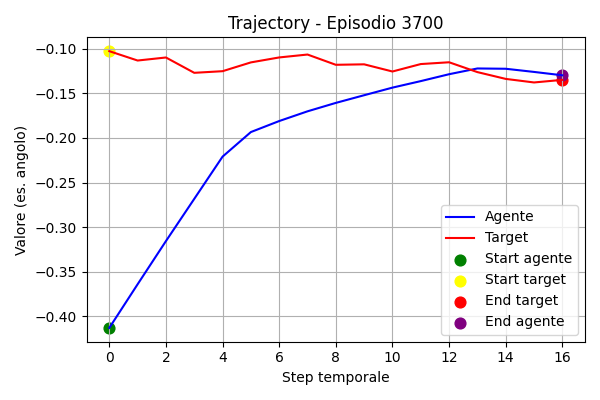 Trajectory - Episodio 3700
Valore (es. angolo)
−0.10
−0.15
−0.20
−0.25
−0.30
−0.35
−0.40
Agente
Target
Start agente
Start target
End target
End agente
0 2 4 6 8 10 12 14 16
Step temporale